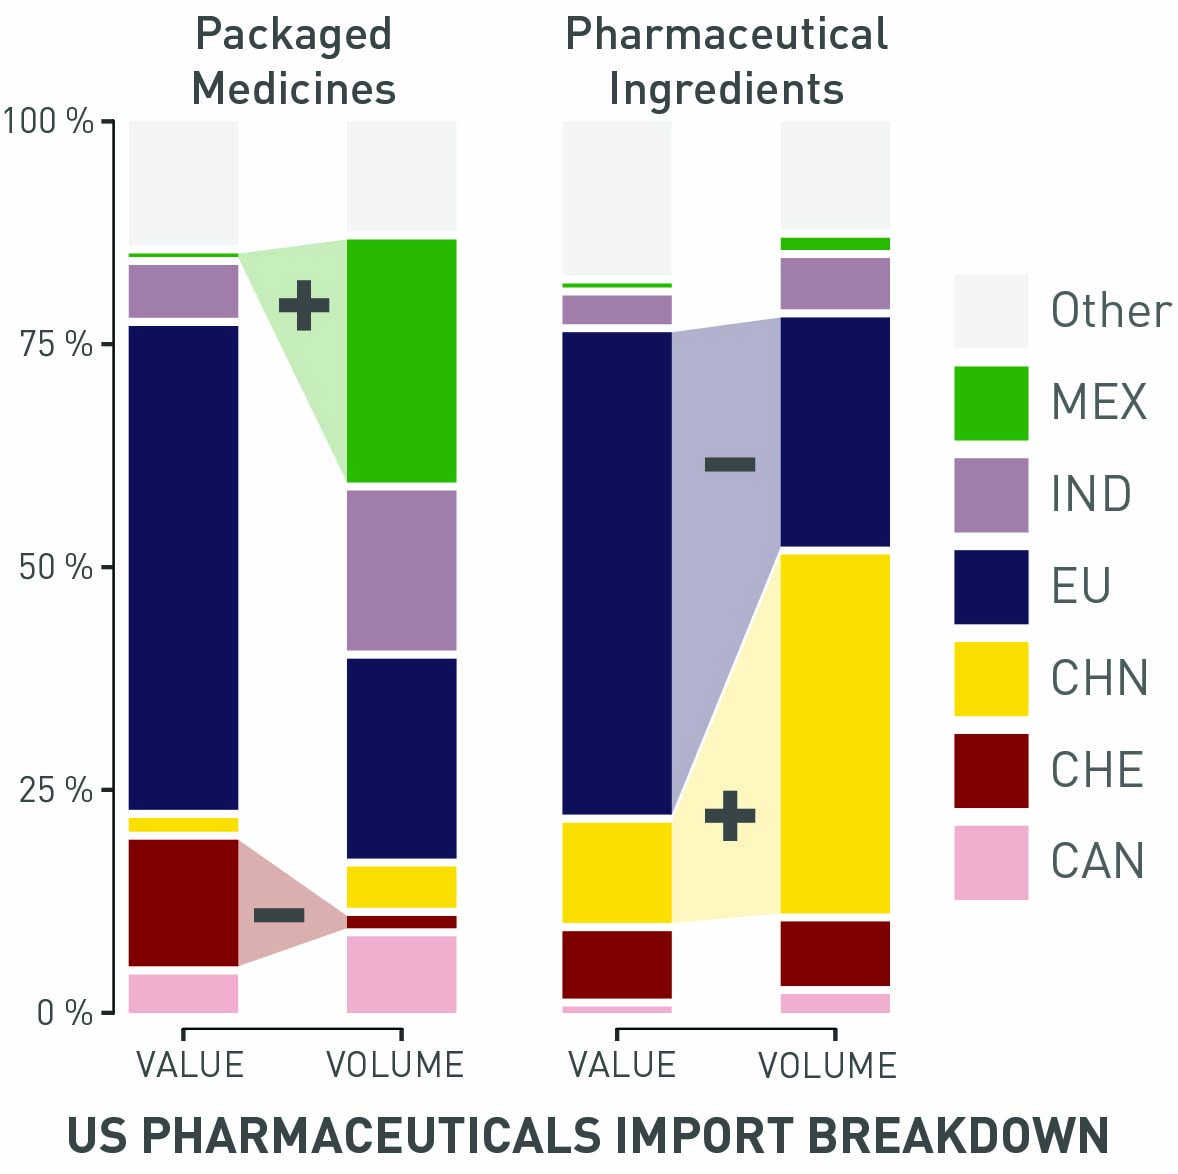 Packaged
Medicines
Pharmaceutical
Ingredients
100 %
75 %
50 %
25 %
0 %
+
−
−
+
Other
MEX
IND
EU
CHN
CHE
CAN
VALUE
VOLUME
VALUE
VOLUME
US PHARMACEUTICALS IMPORT BREAKDOWN